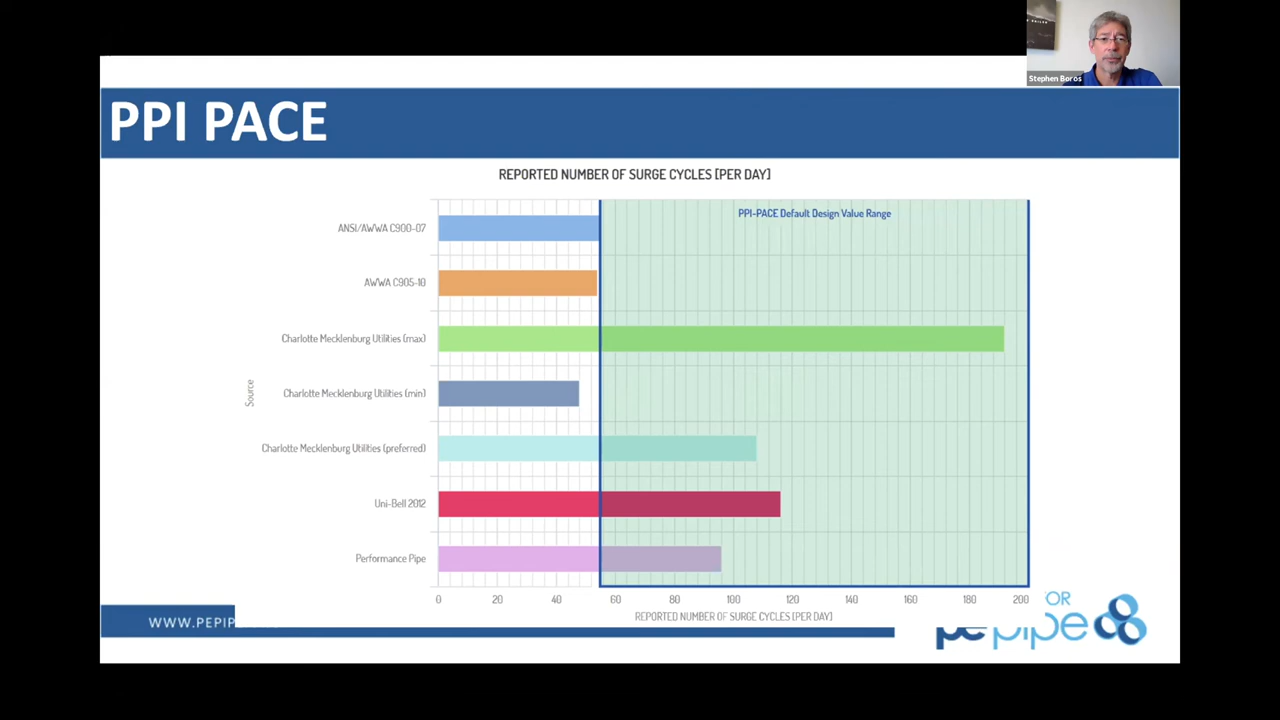 Stephen Boros
PPI PACE
REPORTED NUMBER OF SURGE CYCLES [PER DAY]
PPI-PACE Default Design Value Range
ANSI/AWWA C900-07
AWWA C905-10
Charlotte Mecklenburg Utilities (max)
Charlotte Mecklenburg Utilities (min)
Charlotte Mecklenburg Utilities (preferred)
Uni-Bell 2012
Performance Pipe
Source
0 20 40 60 80 100 120 140 160 180 200
REPORTED NUMBER OF SURGE CYCLES [PER DAY]
WWW.PEPIP
OR
pepipe